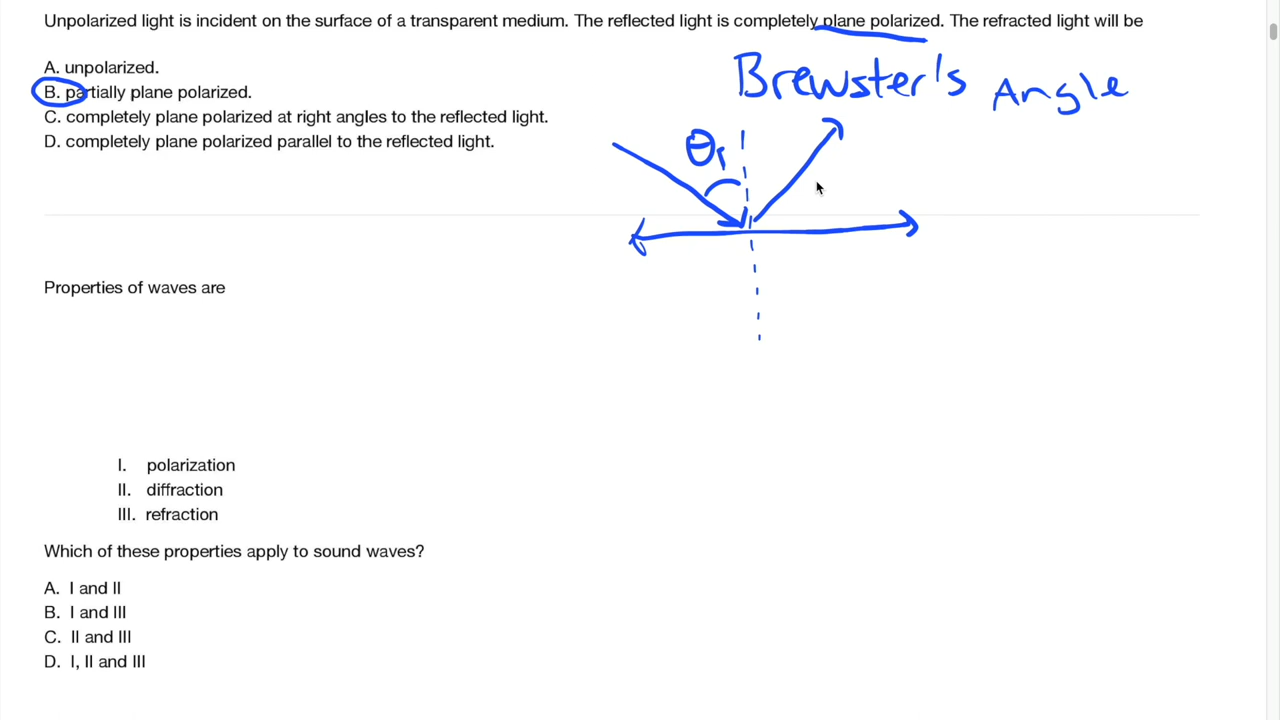 Unpolarized light is incident on the surface of a transparent medium. The reflected light is completely plane polarized. The refracted light will be
A. unpolarized.
B. partially plane polarized.
C. completely plane polarized at right angles to the reflected light.
D. completely plane polarized parallel to the reflected light.
Brewster's Angle
θ₁
Properties of waves are
I. polarization
II. diffraction
III. refraction
Which of these properties apply to sound waves?
A. I and II
B. I and III
C. II and III
D. I, II and III